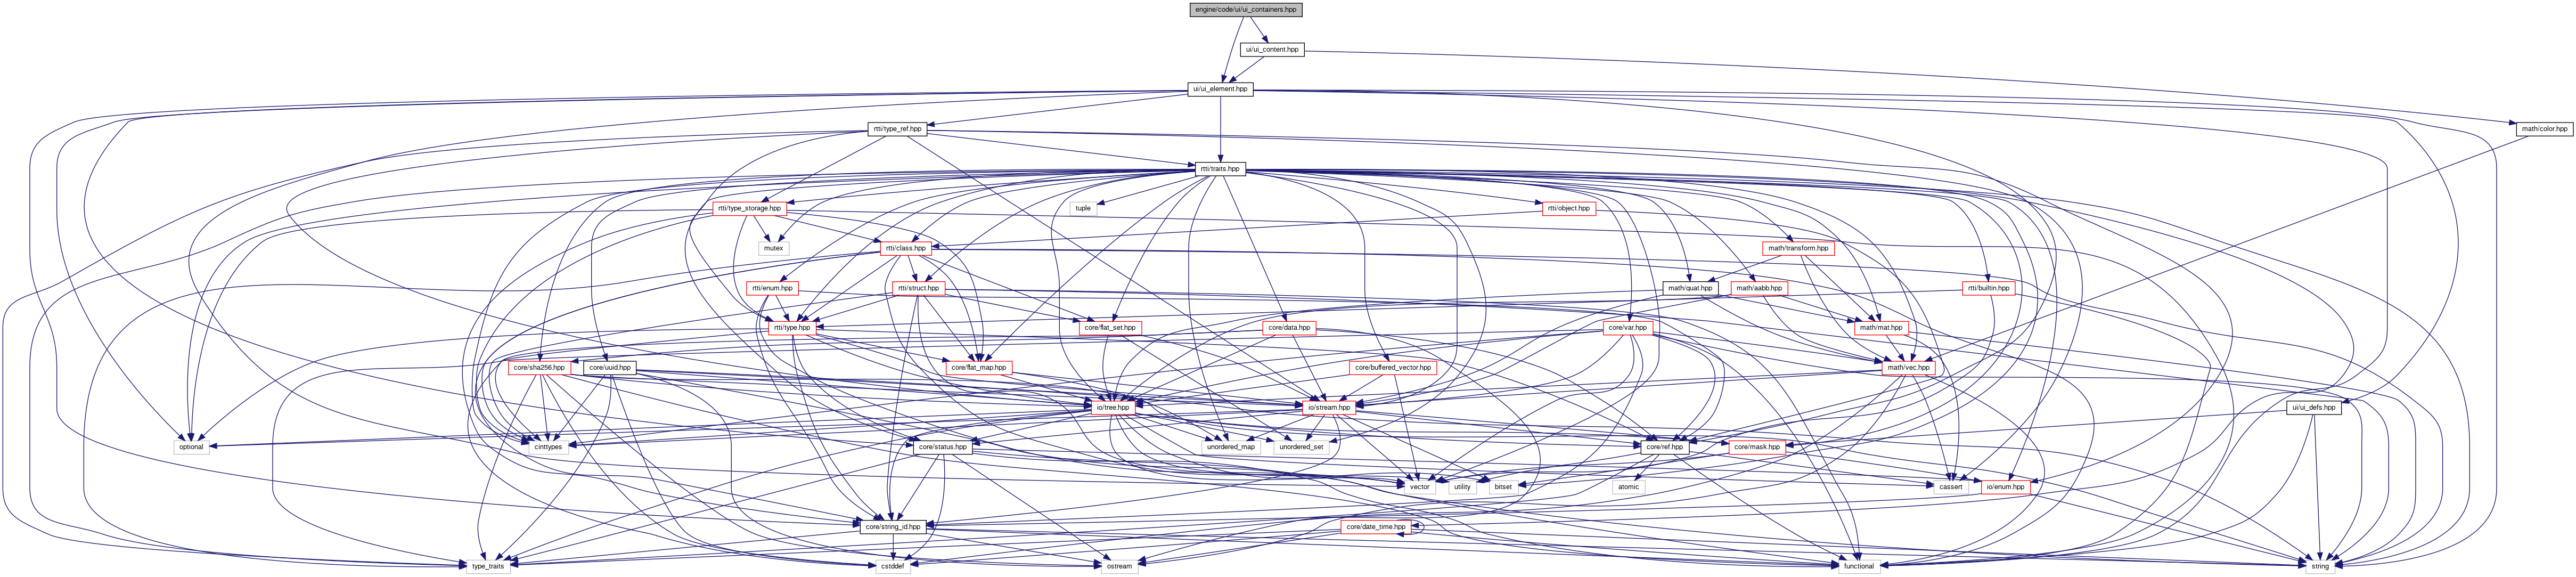 engine/code/ui/ui_containers.hpp
ui/ui_content.hpp
ui/ui_element.hpp
rtti/type_ref.hpp
math/color.hpp
rtti/traits.hpp
rtti/type_storage.hpp
tuple
rtti/object.hpp
mutex
rtti/class.hpp
math/transform.hpp
rtti/enum.hpp
rtti/struct.hpp
math/quat.hpp
math/aabb.hpp
rtti/builtin.hpp
rtti/type.hpp
core/flat_set.hpp
core/data.hpp
core/var.hpp
math/mat.hpp
core/sha256.hpp
core/uuid.hpp
core/flat_map.hpp
core/buffered_vector.hpp
math/vec.hpp
io/tree.hpp
io/stream.hpp
ui/ui_defs.hpp
optional
cinttypes
core/status.hpp
unordered_map
unordered_set
core/ref.hpp
core/mask.hpp
vector
utility
bitset
atomic
cassert
io/enum.hpp
core/string_id.hpp
core/date_time.hpp
type_traits
cstddef
ostream
functional
string